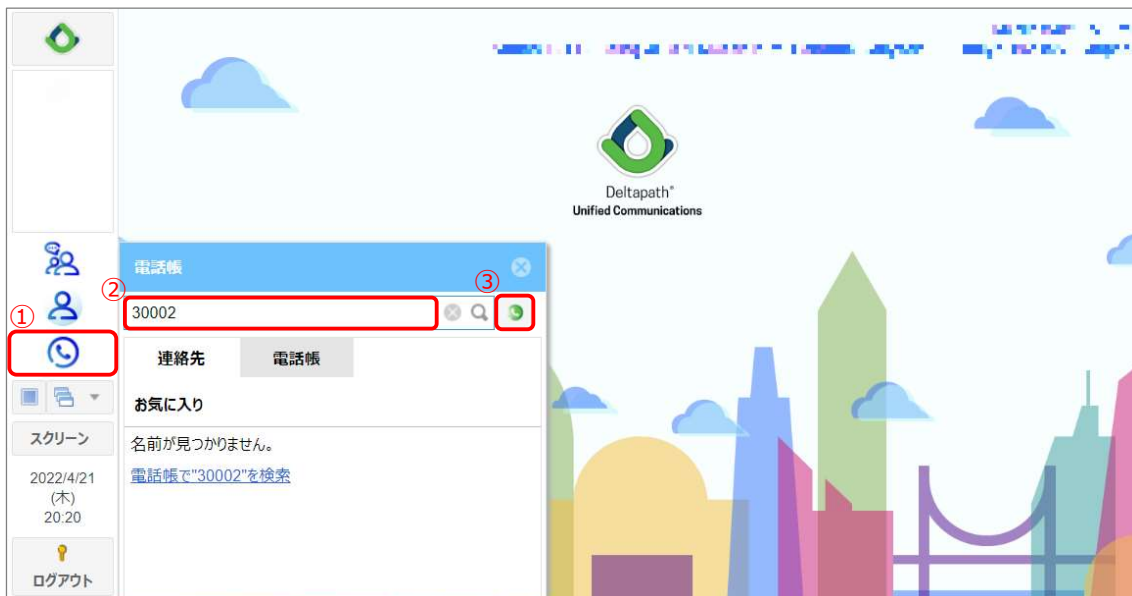 Deltapath®
Unified Communications
電話帳
②
③
30002
①
連絡先
電話帳
お気に入り
名前が見つかりません。
電話帳で"30002"を検索
スクリーン
2022/4/21
(木)
20:20
ログアウト